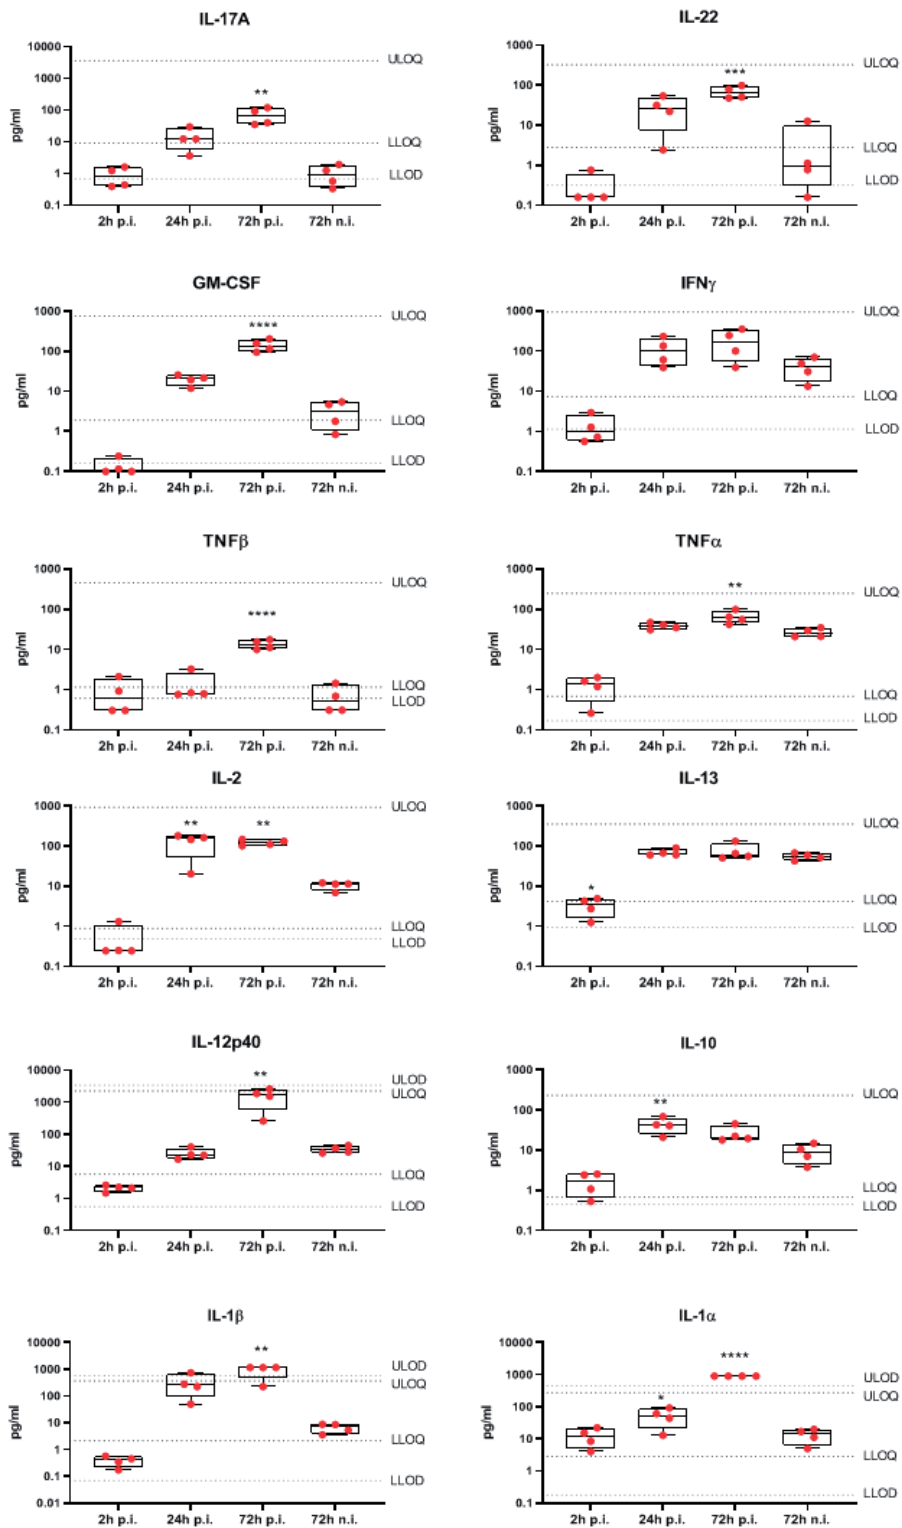 IL-17A
10000
1000
100
10
1
0.1
pg/ml
ULOQ
LLOQ
LLOD
**
2h p.i. 24h p.i. 72h p.i. 72h n.i.
IL-22
1000
100
10
1
0.1
pg/ml
ULOQ
LLOQ
LLOD
***
2h p.i. 24h p.i. 72h p.i. 72h n.i.
GM-CSF
1000
100
10
1
0.1
pg/ml
ULOQ
LLOQ
LLOD
****
2h p.i. 24h p.i. 72h p.i. 72h n.i.
IFNγ
1000
100
10
1
0.1
pg/ml
ULOQ
LLOQ
LLOD
2h p.i. 24h p.i. 72h p.i. 72h n.i.
TNFβ
1000
100
10
1
0.1
pg/ml
ULOQ
LLOQ
LLOD
****
2h p.i. 24h p.i. 72h p.i. 72h n.i.
TNFα
1000
100
10
1
0.1
pg/ml
ULOQ
LLOQ
LLOD
**
2h p.i. 24h p.i. 72h p.i. 72h n.i.
IL-2
1000
100
10
1
0.1
pg/ml
ULOQ
LLOQ
LLOD
** **
2h p.i. 24h p.i. 72h p.i. 72h n.i.
IL-13
1000
100
10
1
0.1
pg/ml
ULOQ
LLOQ
LLOD
*
2h p.i. 24h p.i. 72h p.i. 72h n.i.
IL-12p40
10000
1000
100
10
1
0.1
pg/ml
ULOD
ULOQ
LLOQ
LLOD
**
2h p.i. 24h p.i. 72h p.i. 72h n.i.
IL-10
1000
100
10
1
0.1
pg/ml
ULOQ
LLOQ
LLOD
**
2h p.i. 24h p.i. 72h p.i. 72h n.i.
IL-1β
10000
1000
100
10
1
0.1
0.01
pg/ml
ULOD
ULOQ
LLOQ
LLOD
**
2h p.i. 24h p.i. 72h p.i. 72h n.i.
IL-1α
10000
1000
100
10
1
0.1
pg/ml
ULOD
ULOQ
LLOQ
LLOD
****
*
2h p.i. 24h p.i. 72h p.i. 72h n.i.